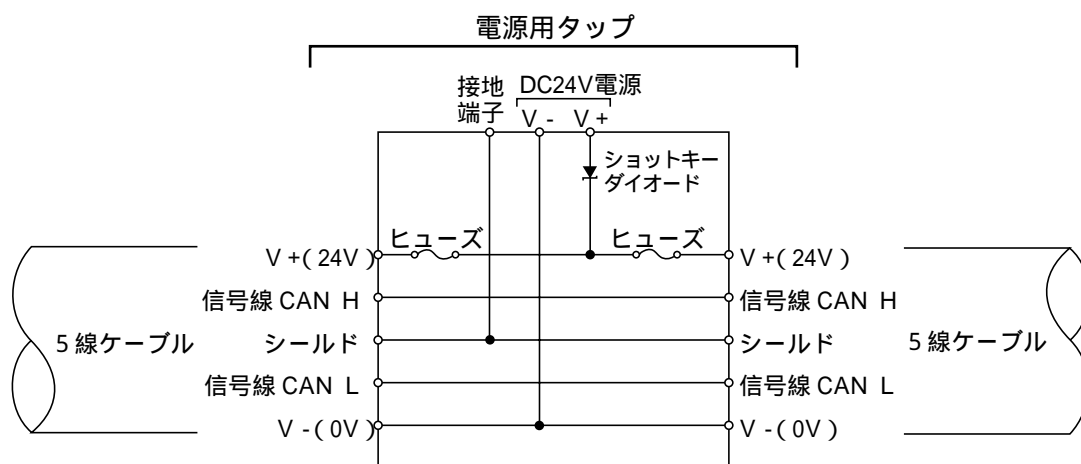 電源用タップ
接地
端子
DC24V電源
V - V +
ショットキー
ダイオード
ヒューズ ヒューズ
V +( 24V ) V +( 24V )
信号線 CAN H 信号線 CAN H
5 線ケーブル シールド シールド 5 線ケーブル
信号線 CAN L 信号線 CAN L
V -( 0V ) V -( 0V )